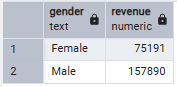 gender revenue
text numeric
1 Female 75191
2 Male 157890